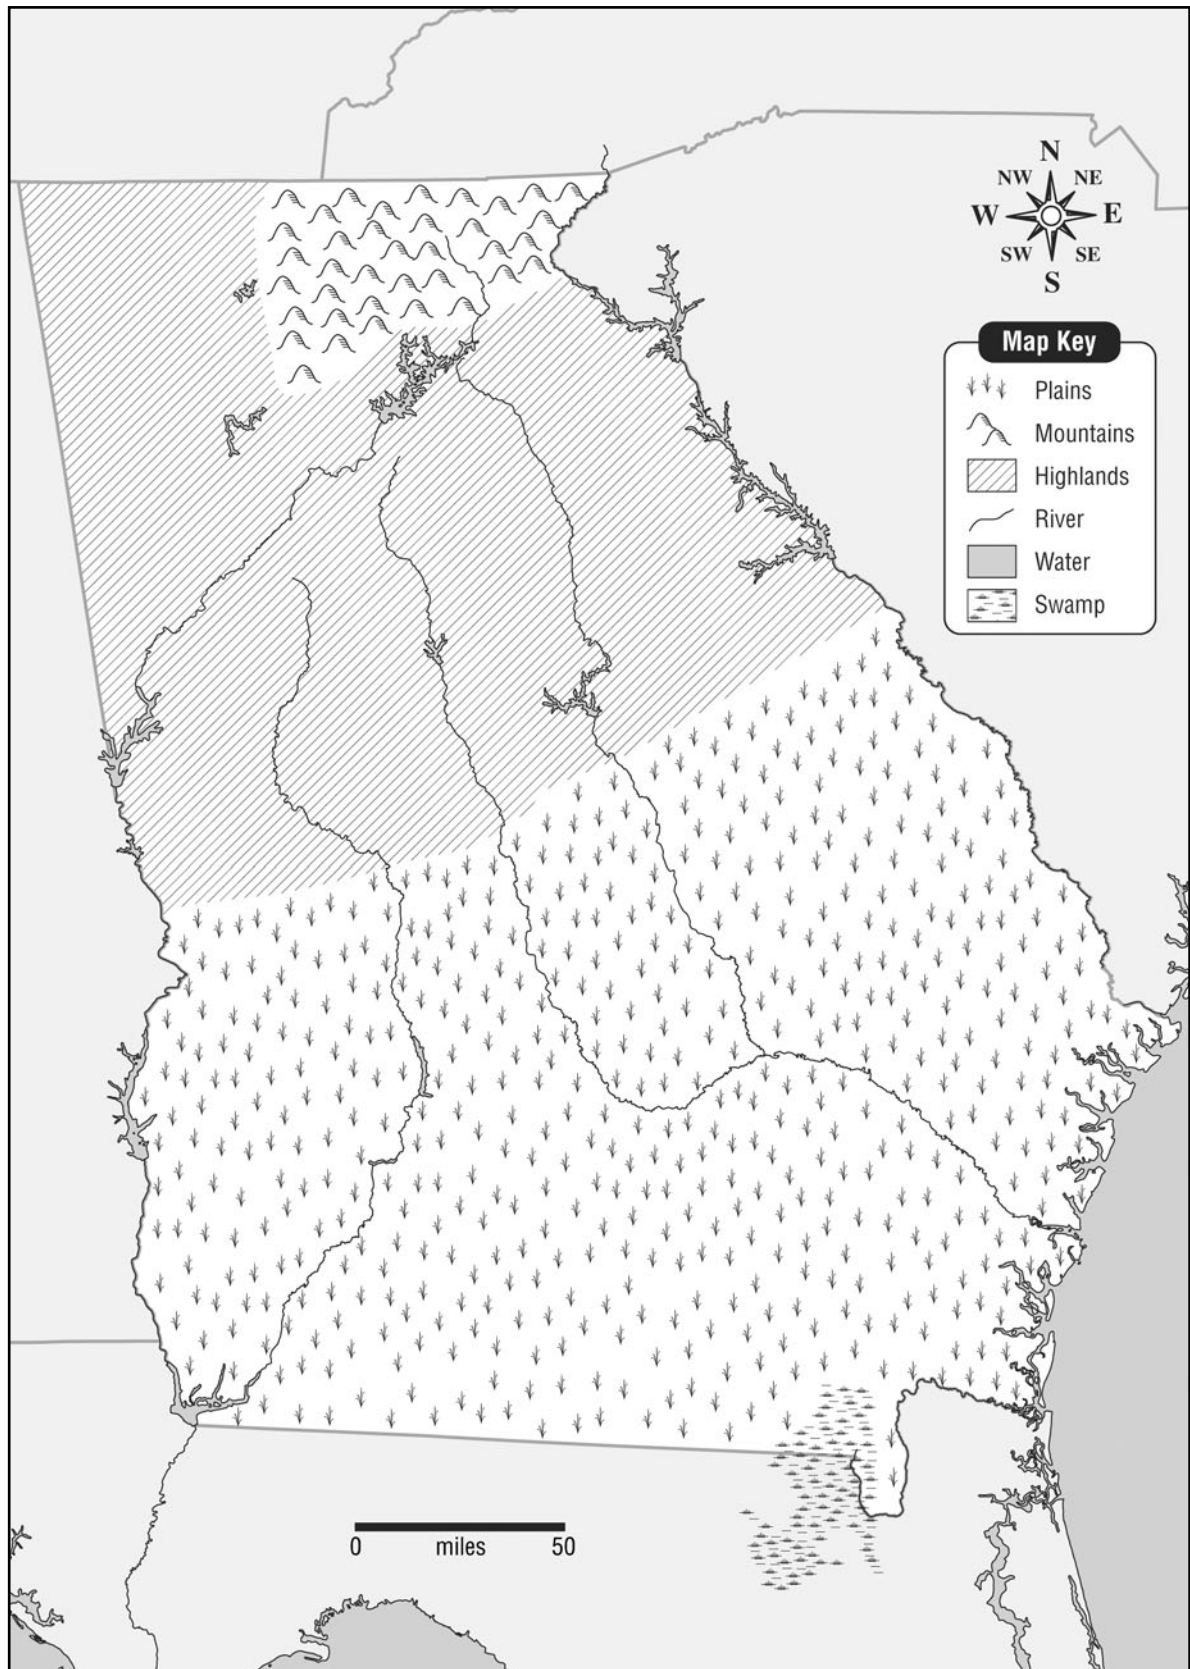 N
NW NE
W E
SW SE
S
Map Key
Plains
Mountains
Highlands
River
Water
Swamp
0 miles 50